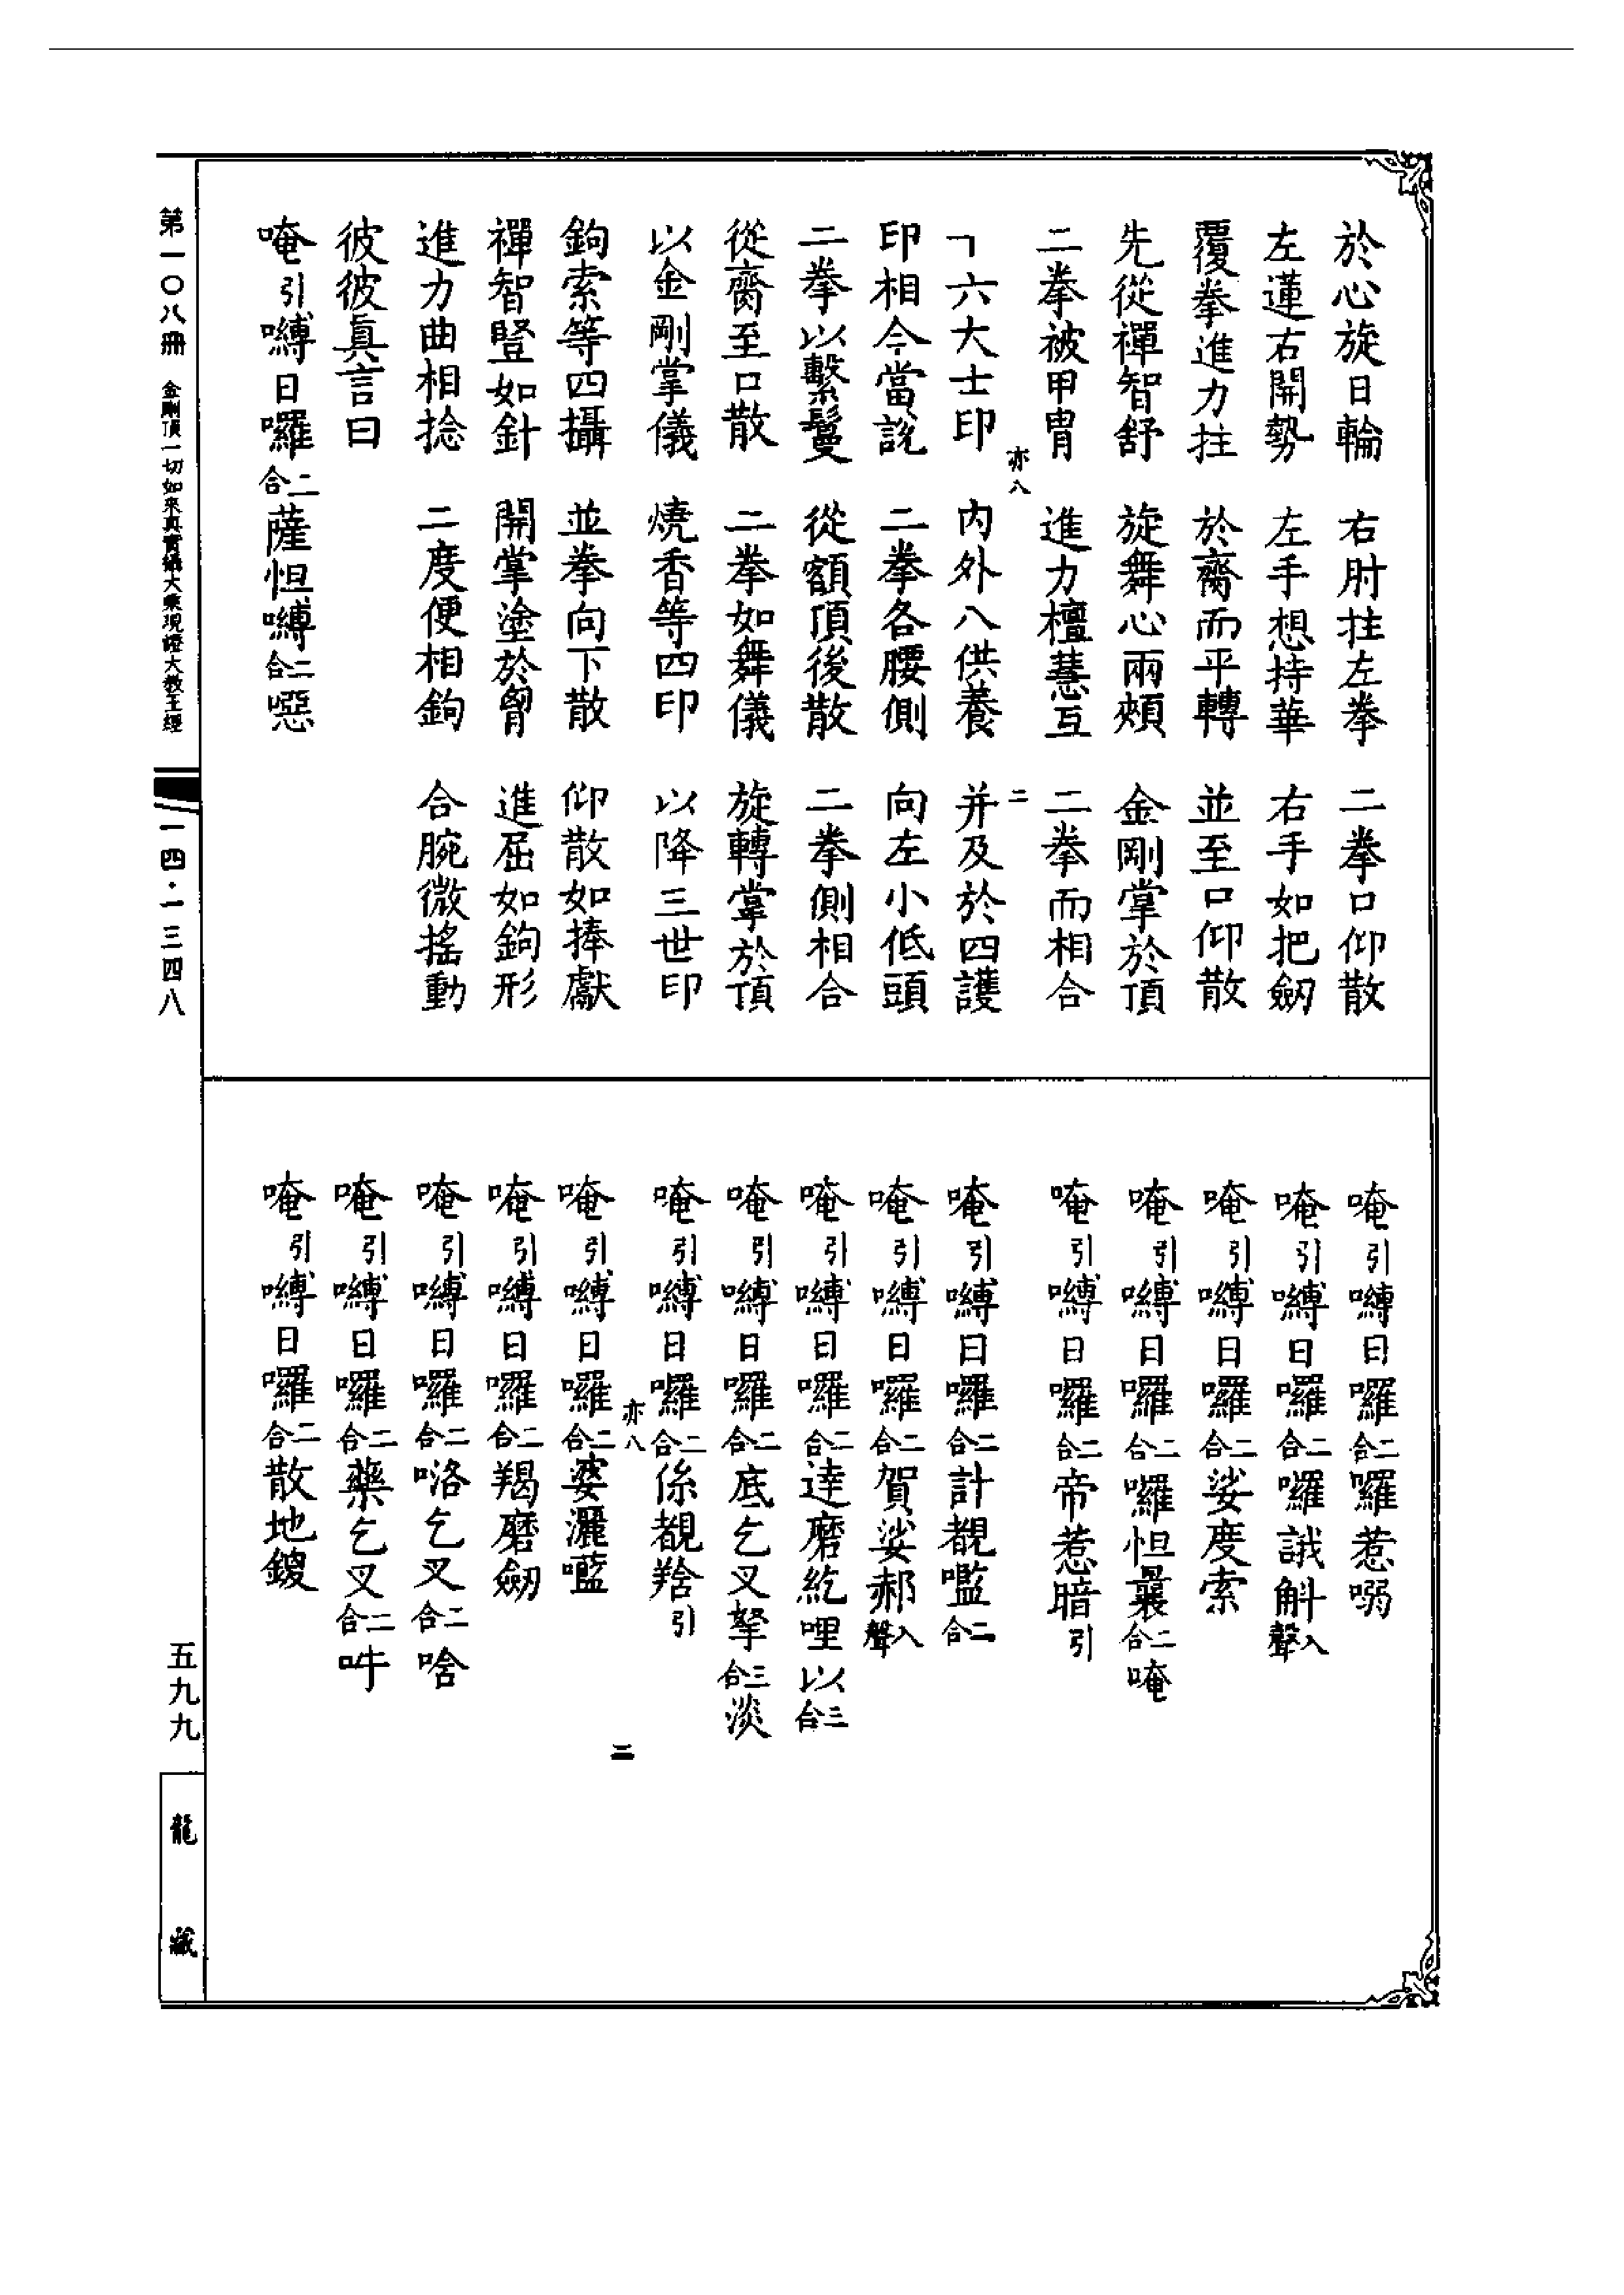 於心旋日輪　右肘拄左拳　二拳口仰散
左蓮右開勢　左手想持華　右手如把劒
覆拳進力拄　於臍而平轉　並至口仰散
先從禪智舒　旋舞心兩頰　金剛掌於頂
二拳被甲冑　進力檀慧互　二拳而相合
亦八　二
𠃍六大士印　内外八供養　并及於四護
印相今當說　二拳各腰側　向左小低頭
二拳以繫鬘　從額頂後散　二拳側相合
從臍至口散　二拳如舞儀　旋轉掌於頂
以金剛掌儀　燒香等四印　以降三世印
鉤索等四攝　並拳向下散　仰散如捧獻
禪智豎如針　開掌塗於胷　進屈如鉤形
進力曲相捻　二度便相鉤　合腕微搖動
彼彼眞言曰
唵引嚩日囉二合薩怛嚩二合噁
唵引嚩日囉二合囉惹𠺁
唵引嚩日囉二合囉誐斛入聲
唵引嚩日囉二合娑度索
唵引嚩日囉二合囉怛曩二合唵
唵引嚩日囉二合帝惹暗引
唵引嚩日囉二合計覩㘕二合
唵引嚩日囉二合賀娑郝入聲
唵引嚩日囉二合達磨紇哩以三合
唵引嚩日囉二合底乞叉拏三合淡
唵引嚩日囉二合係覩𤚥引
亦八　三
唵引嚩日囉二合婆灑㘕
唵引嚩日囉二合羯磨劒
唵引嚩日囉二合咯乞叉二合唅
唵引嚩日囉二合藥乞叉二合吽
唵引嚩日囉二合散地鑁
第一〇八冊　金剛頂一切如來真實攝大乘現證大教王經　一四·一三四八　五九九　龍藏